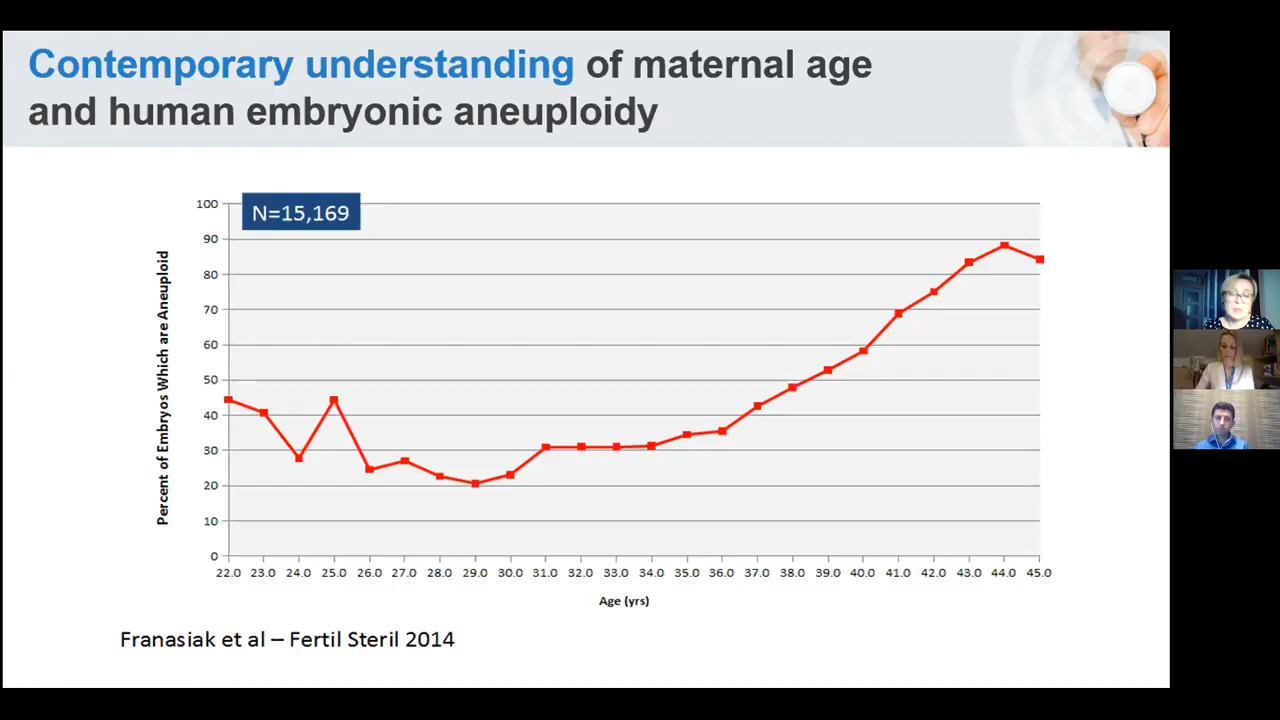 Contemporary understanding of maternal age
and human embryonic aneuploidy
N=15,169
100
90
80
70
60
50
40
30
20
10
0
Percent of Embryos Which are Aneuploid
22.0 23.0 24.0 25.0 26.0 27.0 28.0 29.0 30.0 31.0 32.0 33.0 34.0 35.0 36.0 37.0 38.0 39.0 40.0 41.0 42.0 43.0 44.0 45.0
Age (yrs)
Franasiak et al – Fertil Steril 2014